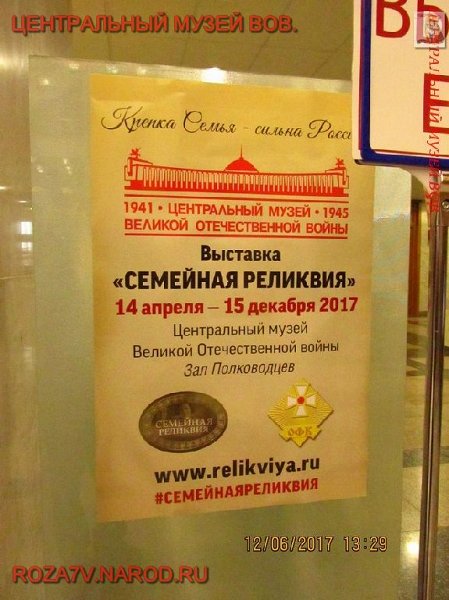 ЦЕНТРАЛЬНЫЙ МУЗЕЙ ВОВ.
Крепка Семья - сильна Росси
1941 • ЦЕНТРАЛЬНЫЙ МУЗЕЙ • 1945
ВЕЛИКОЙ ОТЕЧЕСТВЕННОЙ ВОЙНЫ
Выставка
«СЕМЕЙНАЯ РЕЛИКВИЯ»
14 апреля – 15 декабря 2017
Центральный музей
Великой Отечественной войны
Зал Полководцев
СЕМЕЙНАЯ
РЕЛИКВИЯ
ОФК
www.relikviya.ru
#СЕМЕЙНАЯРЕЛИКВИЯ
12/06/2017 13:29
ROZA7V.NAROD.RU